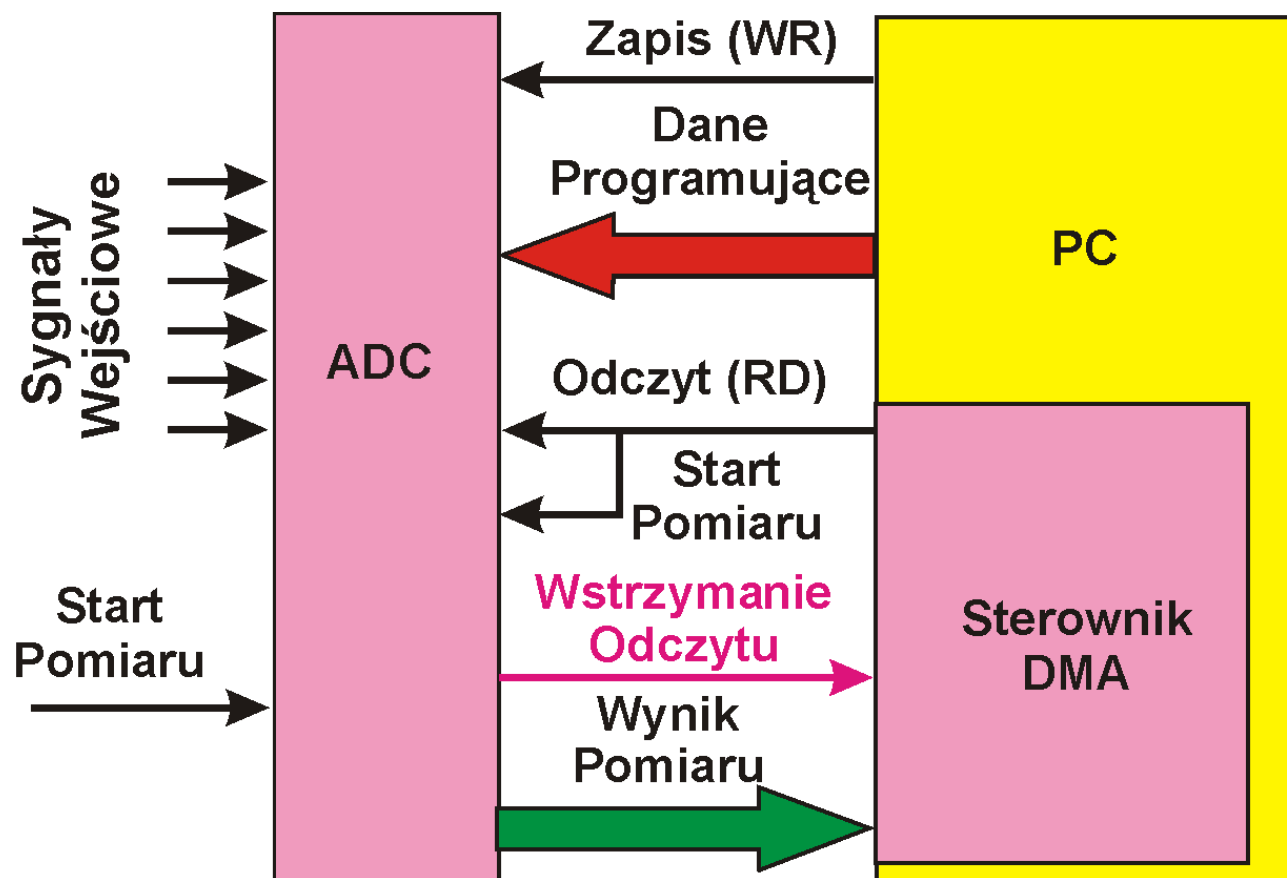 Zapis (WR)
Dane
Programujące
PC
Sygnały
Wejściowe
ADC
Odczyt (RD)
Start
Pomiaru
Wstrzymanie
Odczytu
Start
Pomiaru
Sterownik
DMA
Wynik
Pomiaru